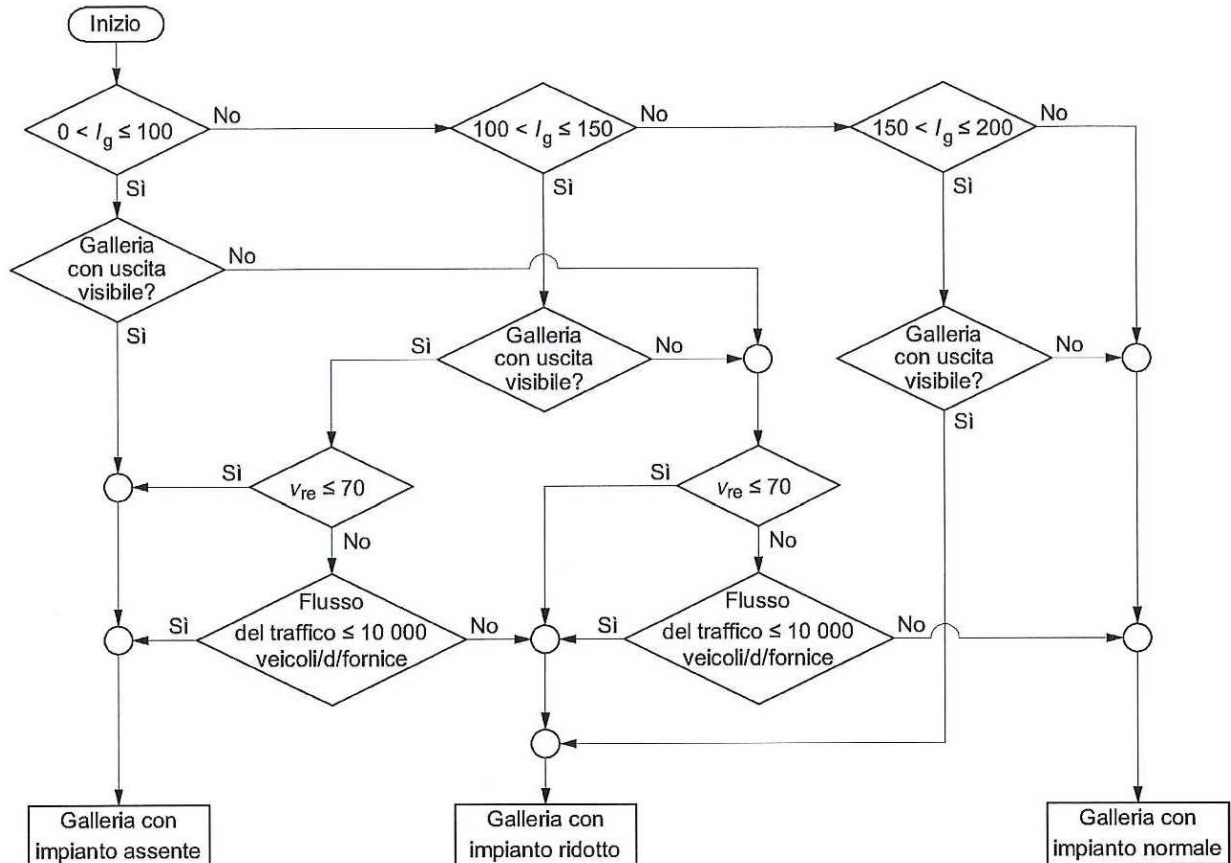 Inizio
0 < lg ≤ 100
No
100 < lg ≤ 150
No
150 < lg ≤ 200
No
Sì
Sì
Sì
Galleria
con uscita
visibile?
No
Sì
Galleria
con uscita
visibile?
Sì
No
Galleria
con uscita
visibile?
No
Sì
vre ≤ 70
Sì
No
vre ≤ 70
Sì
No
Flusso
del traffico ≤ 10 000
veicoli/d/fornice
Sì
No
Flusso
del traffico ≤ 10 000
veicoli/d/fornice
Sì
No
Galleria con
impianto assente
Galleria con
impianto ridotto
Galleria con
impianto normale